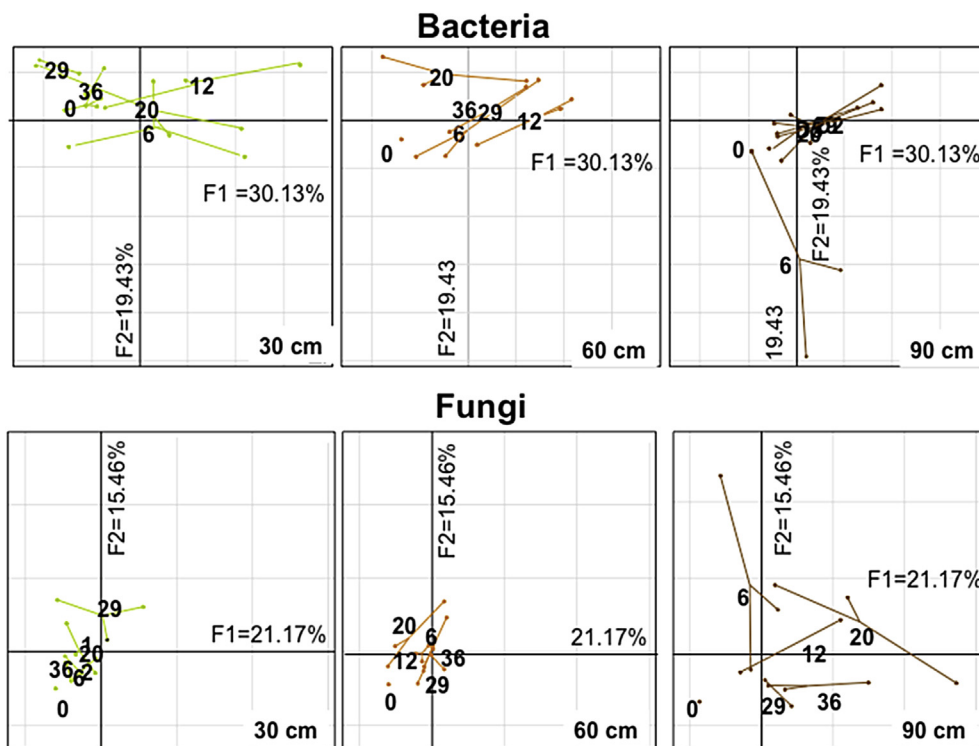 Bacteria
29
36
0
12
20
6
F1 =30.13%
F2=19.43%
30 cm
20
36
29
12
6
0
F1 =30.13%
F2=19.43
60 cm
0
6
F1 =30.13%
F2=19.43%
19.43
90 cm
Fungi
F2=15.46%
29
F1=21.17%
1
20
36
2
6
0
30 cm
F2=15.46%
20
6
21.17%
12
36
29
0
60 cm
F2=15.46%
F1=21.17%
6
20
12
0
29
36
90 cm